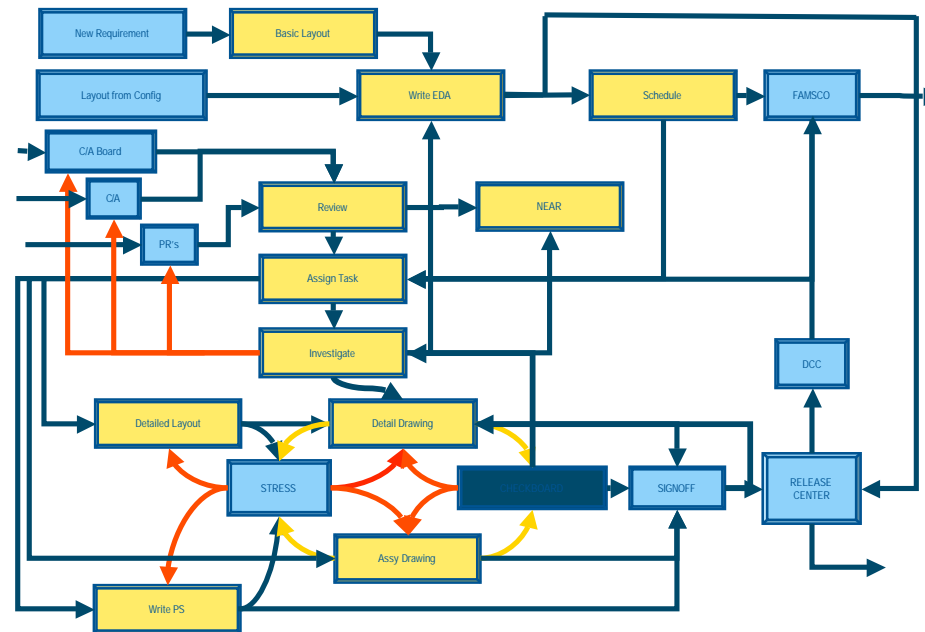 New Requirement
Basic Layout
Layout from Config
Write EDA
Schedule
FAMSCO
C/A Board
C/A
Review
NEAR
PR's
Assign Task
Investigate
DCC
Detailed Layout
Detail Drawing
STRESS
SIGNOFF
RELEASE
CENTER
Assy Drawing
Write PS